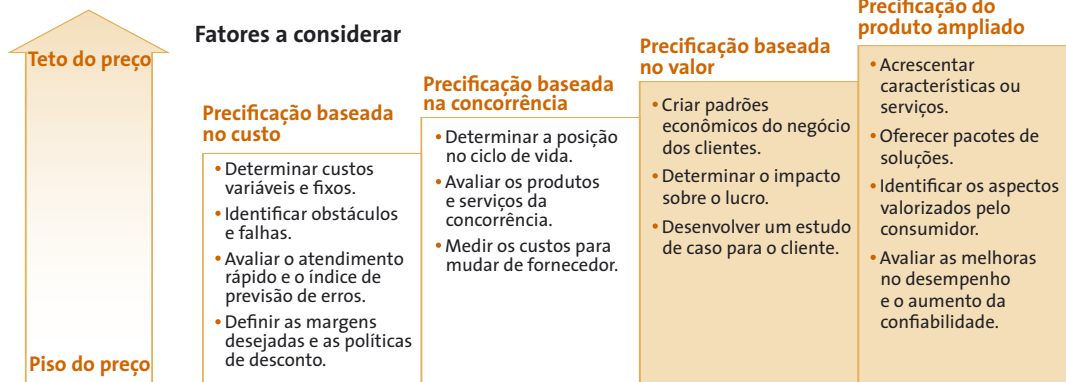 Teto do preço
Piso do preço
Fatores a considerar
Precificação baseada
no custo
• Determinar custos
variáveis e fixos.
• Identificar obstáculos
e falhas.
• Avaliar o atendimento
rápido e o índice de
previsão de erros.
• Definir as margens
desejadas e as políticas
de desconto.
Precificação baseada
na concorrência
• Determinar a posição
no ciclo de vida.
• Avaliar os produtos
e serviços da
concorrência.
• Medir os custos para
mudar de fornecedor.
Precificação baseada
no valor
• Criar padrões
econômicos do negócio
dos clientes.
• Determinar o impacto
sobre o lucro.
• Desenvolver um estudo
de caso para o cliente.
Precificação do
produto ampliado
• Acrescentar
características ou
serviços.
• Oferecer pacotes de
soluções.
• Identificar os aspectos
valorizados pelo
consumidor.
• Avaliar as melhoras
no desempenho
e o aumento da
confiabilidade.